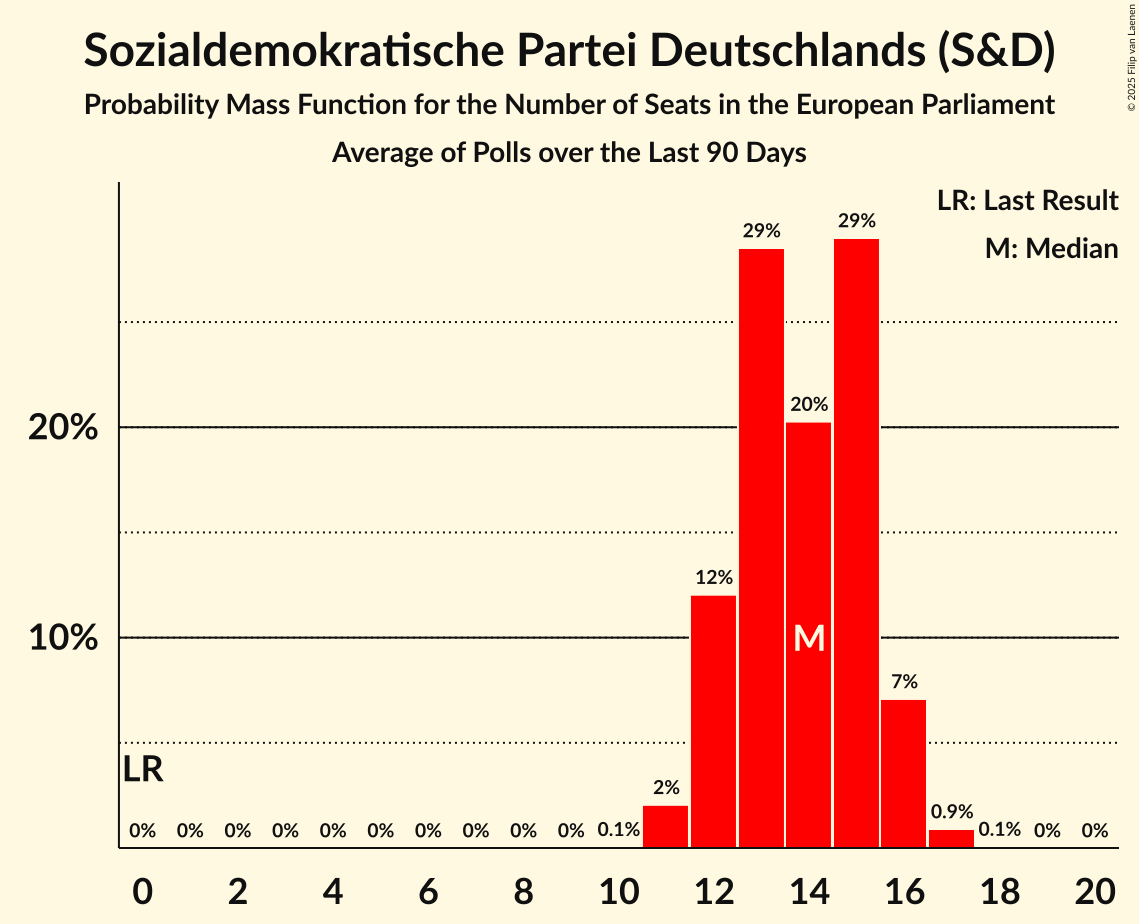 Sozialdemokratische Partei Deutschlands (S&D)
Probability Mass Function for the Number of Seats in the European Parliament
Average of Polls over the Last 90 Days
© 2025 Filip van Laenen
LR: Last Result
M: Median
29%
29%
20%
20%
12%
10%
M
7%
LR
2%
0.9%
0% 0% 0% 0% 0% 0% 0% 0% 0% 0% 0.1% 0.1% 0% 0%
0 2 4 6 8 10 12 14 16 18 20